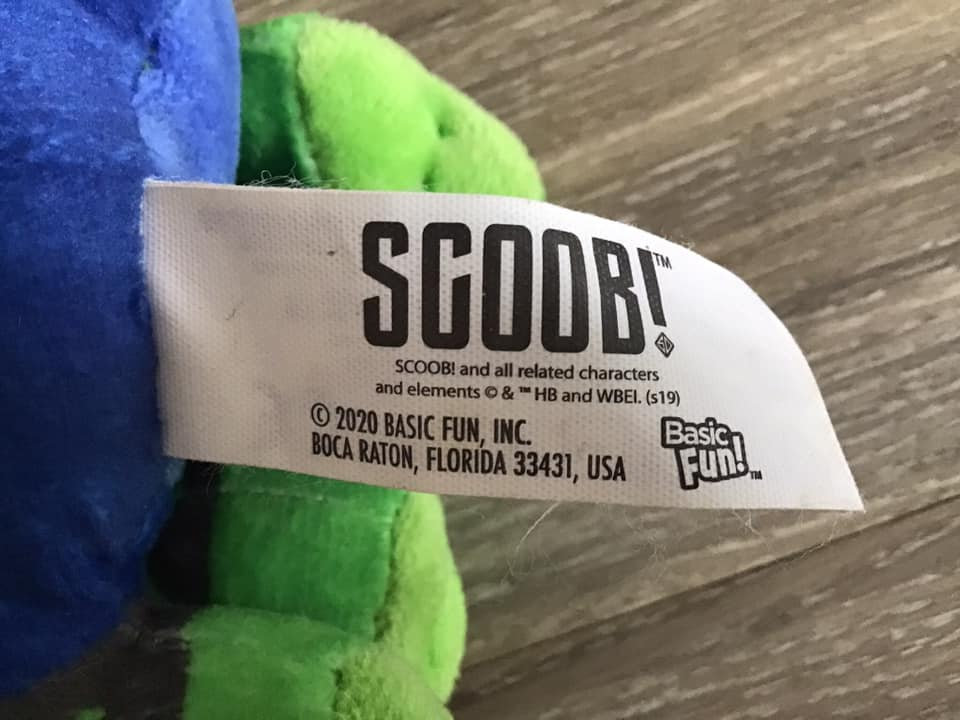 SCOOB!™
SCOOB! and all related characters
and elements © & ™ HB and WBEI. (s19)
© 2020 BASIC FUN, INC.
BOCA RATON, FLORIDA 33431, USA
Basic
Fun!™